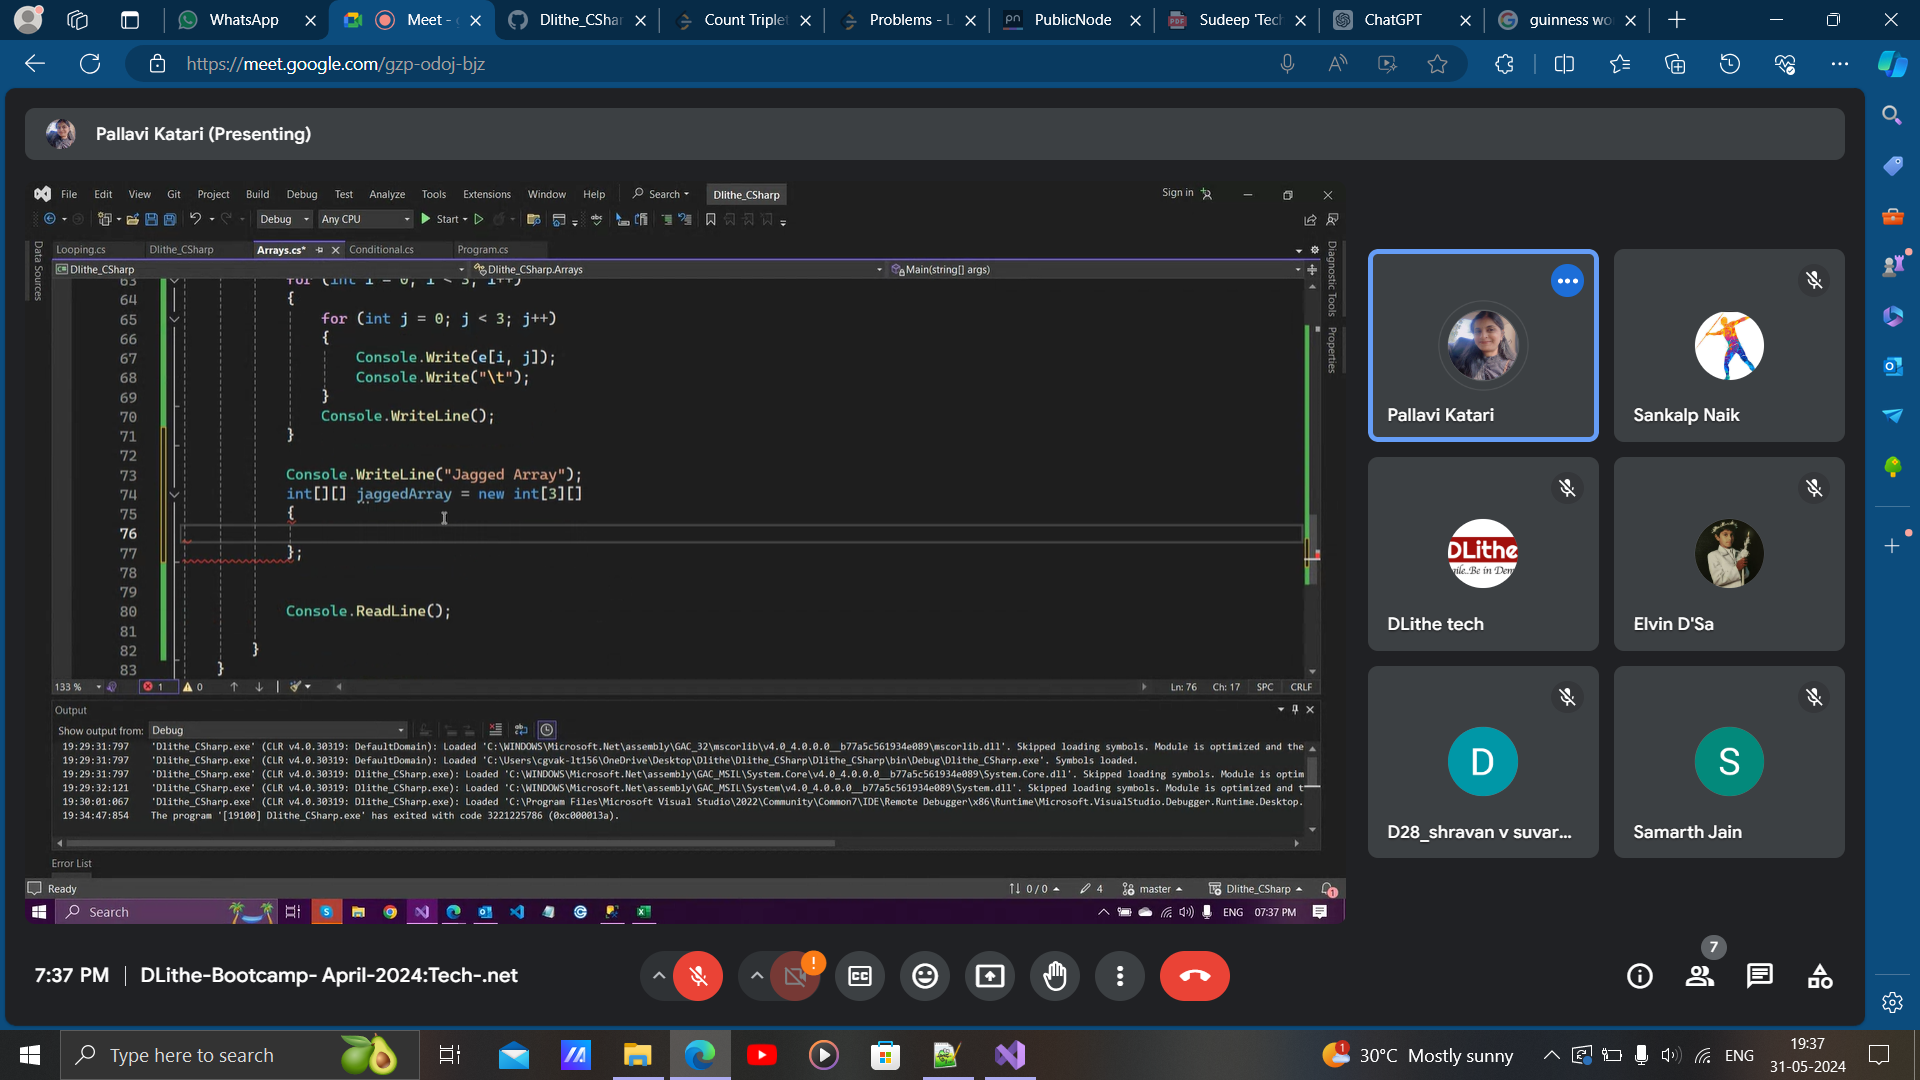 WhatsApp
Meet -
Dlithe_CShar
Count Triplet
Problems - L
PublicNode
Sudeep 'Tech
ChatGPT
guinness wo
https://meet.google.com/gzp-odoj-bjz
Pallavi Katari (Presenting)
File Edit View Git Project Build Debug Test Analyze Tools Extensions Window Help Search Dlithe_CSharp Sign in
Debug Any CPU Start
Looping.cs Dlithe_CSharp Arrays.cs* Conditional.cs Program.cs
Dlithe_CSharp Dlithe_CSharp.Arrays Main(string[] args)
Data Sources
Diagnostic Tools
Properties
63 for (int i = 0; i < 3; i++)
64 {
65 for (int j = 0; j < 3; j++)
66 {
67 Console.Write(e[i, j]);
68 Console.Write("\t");
69 }
70 Console.WriteLine();
71 }
72
73 Console.WriteLine("Jagged Array");
74 int[][] jaggedArray = new int[3][]
75 {
76
77 };
78
79
80 Console.ReadLine();
81
82 }
83 }
133 % 1 0 Ln: 76 Ch: 17 SPC CRLF
Output
Show output from: Debug
19:29:31:797 'Dlithe_CSharp.exe' (CLR v4.0.30319: DefaultDomain): Loaded 'C:\WINDOWS\Microsoft.Net\assembly\GAC_32\mscorlib\v4.0_4.0.0.0__b77a5c561934e089\mscorlib.dll'. Skipped loading symbols. Module is optimized and the
19:29:31:797 'Dlithe_CSharp.exe' (CLR v4.0.30319: DefaultDomain): Loaded 'C:\Users\cgvak-lt156\OneDrive\Desktop\Dlithe\Dlithe_CSharp\Dlithe_CSharp\bin\Debug\Dlithe_CSharp.exe'. Symbols loaded.
19:29:31:797 'Dlithe_CSharp.exe' (CLR v4.0.30319: Dlithe_CSharp.exe): Loaded 'C:\WINDOWS\Microsoft.Net\assembly\GAC_MSIL\System.Core\v4.0_4.0.0.0__b77a5c561934e089\System.Core.dll'. Skipped loading symbols. Module is optim
19:29:32:121 'Dlithe_CSharp.exe' (CLR v4.0.30319: Dlithe_CSharp.exe): Loaded 'C:\WINDOWS\Microsoft.Net\assembly\GAC_MSIL\System\v4.0_4.0.0.0__b77a5c561934e089\System.dll'. Skipped loading symbols. Module is optimized and t
19:30:01:067 'Dlithe_CSharp.exe' (CLR v4.0.30319: Dlithe_CSharp.exe): Loaded 'C:\Program Files\Microsoft Visual Studio\2022\Community\Common7\IDE\Remote Debugger\x86\Runtime\Microsoft.VisualStudio.Debugger.Runtime.Desktop.
19:34:47:854 The program '[19100] Dlithe_CSharp.exe' has exited with code 3221225786 (0xc000013a).
Error List
Ready 0 / 0 4 master Dlithe_CSharp 1
Search ENG 07:37 PM
Pallavi Katari
Sankalp Naik
DLithe
DLithe tech
Elvin D'Sa
D
D28_shravan v suvar...
S
Samarth Jain
7:37 PM | DLithe-Bootcamp- April-2024:Tech-.net
7
Type here to search
1 30°C Mostly sunny
ENG
19:37
31-05-2024